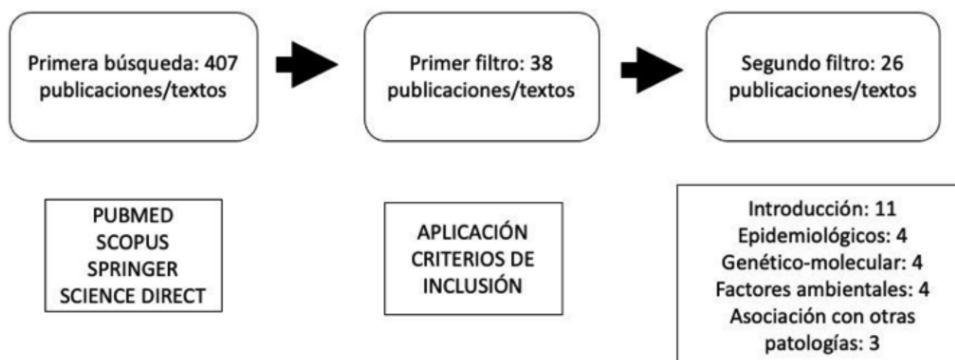 Primera búsqueda: 407
publicaciones/textos
Primer filtro: 38
publicaciones/textos
Segundo filtro: 26
publicaciones/textos
PUBMED
SCOPUS
SPRINGER
SCIENCE DIRECT
APLICACIÓN
CRITERIOS DE
INCLUSIÓN
Introducción: 11
Epidemiológicos: 4
Genético-molecular: 4
Factores ambientales: 4
Asociación con otras
patologías: 3